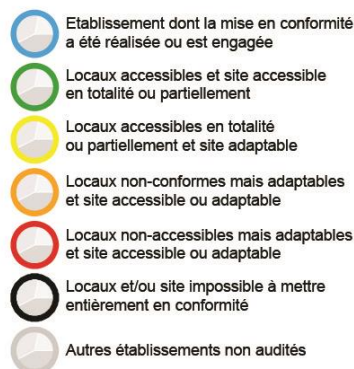 Etablissement dont la mise en conformité
a été réalisée ou est engagée
Locaux accessibles et site accessible
en totalité ou partiellement
Locaux accessibles en totalité
ou partiellement et site adaptable
Locaux non-conformes mais adaptables
et site accessible ou adaptable
Locaux non-accessibles mais adaptables
et site accessible ou adaptable
Locaux et/ou site impossible à mettre
entièrement en conformité
Autres établissements non audités